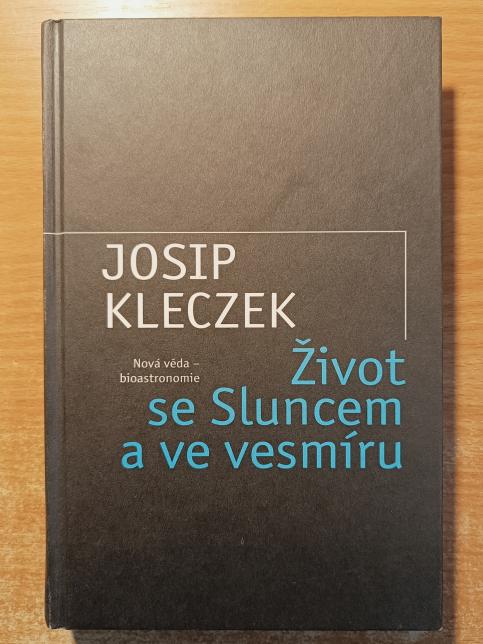 JOSIP
KLECZEK
Nová věda –
bioastronomie
Život
se Sluncem
a ve vesmíru